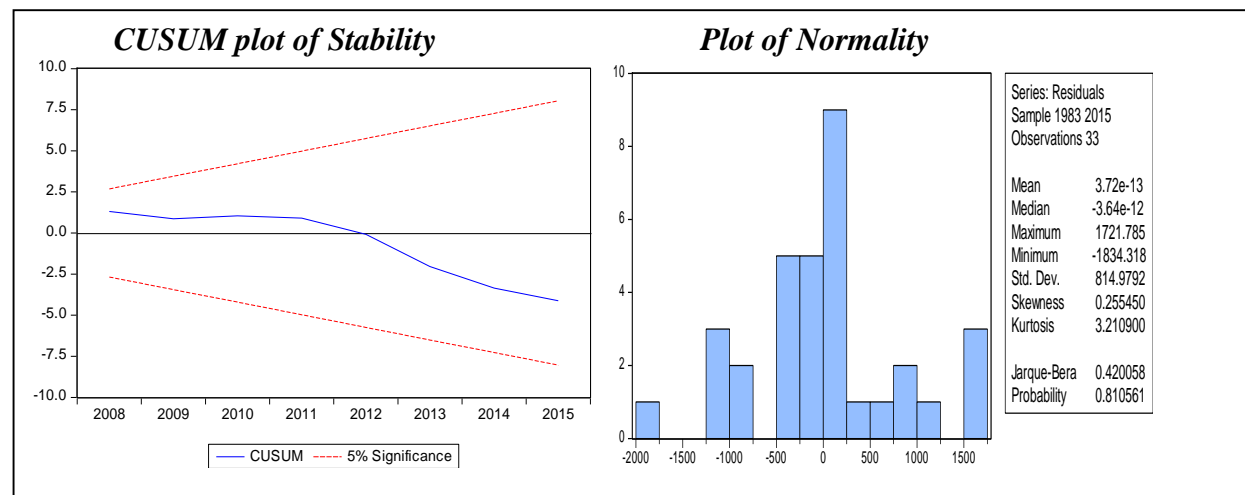 CUSUM plot of Stability
10.0
7.5
5.0
2.5
0.0
-2.5
-5.0
-7.5
-10.0
2008 2009 2010 2011 2012 2013 2014 2015
CUSUM 5% Significance
Plot of Normality
10
8
6
4
2
0
-2000 -1500 -1000 -500 0 500 1000 1500
Series: Residuals
Sample 1983 2015
Observations 33
Mean 3.72e-13
Median -3.64e-12
Maximum 1721.785
Minimum -1834.318
Std. Dev. 814.9792
Skewness 0.255450
Kurtosis 3.210900
Jarque-Bera 0.420058
Probability 0.810561